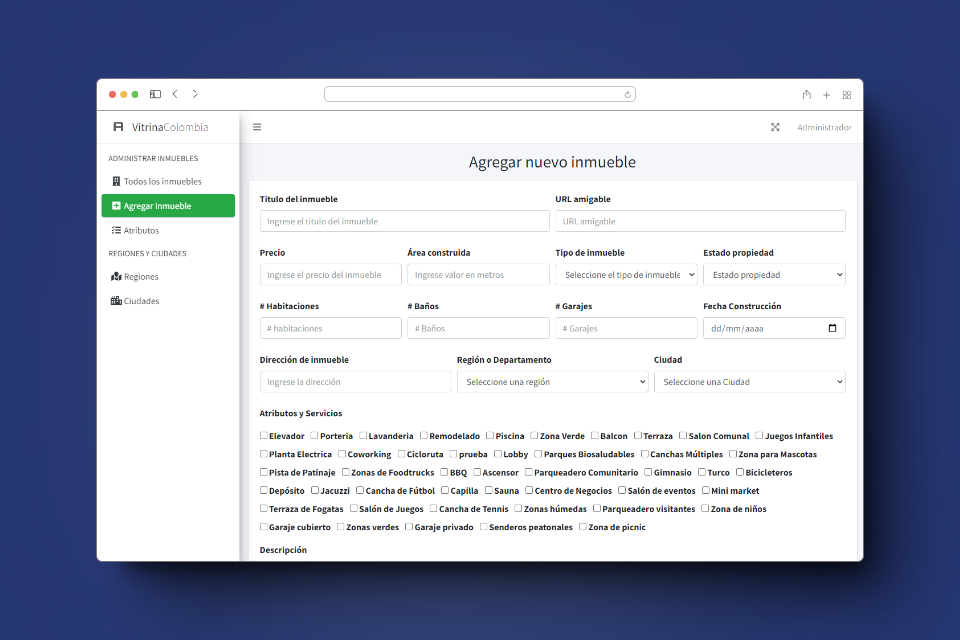 VitrinaColombia
Administrador
ADMINISTRAR INMUEBLES
Todos los inmuebles
Agregar Inmueble
Atributos
REGIONES Y CIUDADES
Regiones
Ciudades
Agregar nuevo inmueble
Titulo del inmueble URL amigable
Ingrese el titulo del inmueble URL amigable
Precio Área construida Tipo de inmueble Estado propiedad
Ingrese el precio del inmueble Ingrese valor en metros Seleccione el tipo de inmueble Estado propiedad
# Habitaciones # Baños # Garajes Fecha Construcción
# habitaciones # Baños # Garajes dd/mm/aaaa
Dirección de inmueble Región o Departamento Ciudad
Ingrese la dirección Seleccione una región Seleccione una Ciudad
Atributos y Servicios
Elevador Porteria Lavanderia Remodelado Piscina Zona Verde Balcon Terraza Salon Comunal Juegos Infantiles
Planta Electrica Coworking Cicloruta prueba Lobby Parques Biosaludables Canchas Múltiples Zona para Mascotas
Pista de Patinaje Zonas de Foodtrucks BBQ Ascensor Parqueadero Comunitario Gimnasio Turco Bicicleteros
Depósito Jacuzzi Cancha de Fútbol Capilla Sauna Centro de Negocios Salón de eventos Mini market
Terraza de Fogatas Salón de Juegos Cancha de Tennis Zonas húmedas Parqueadero visitantes Zona de niños
Garaje cubierto Zonas verdes Garaje privado Senderos peatonales Zona de picnic
Descripción